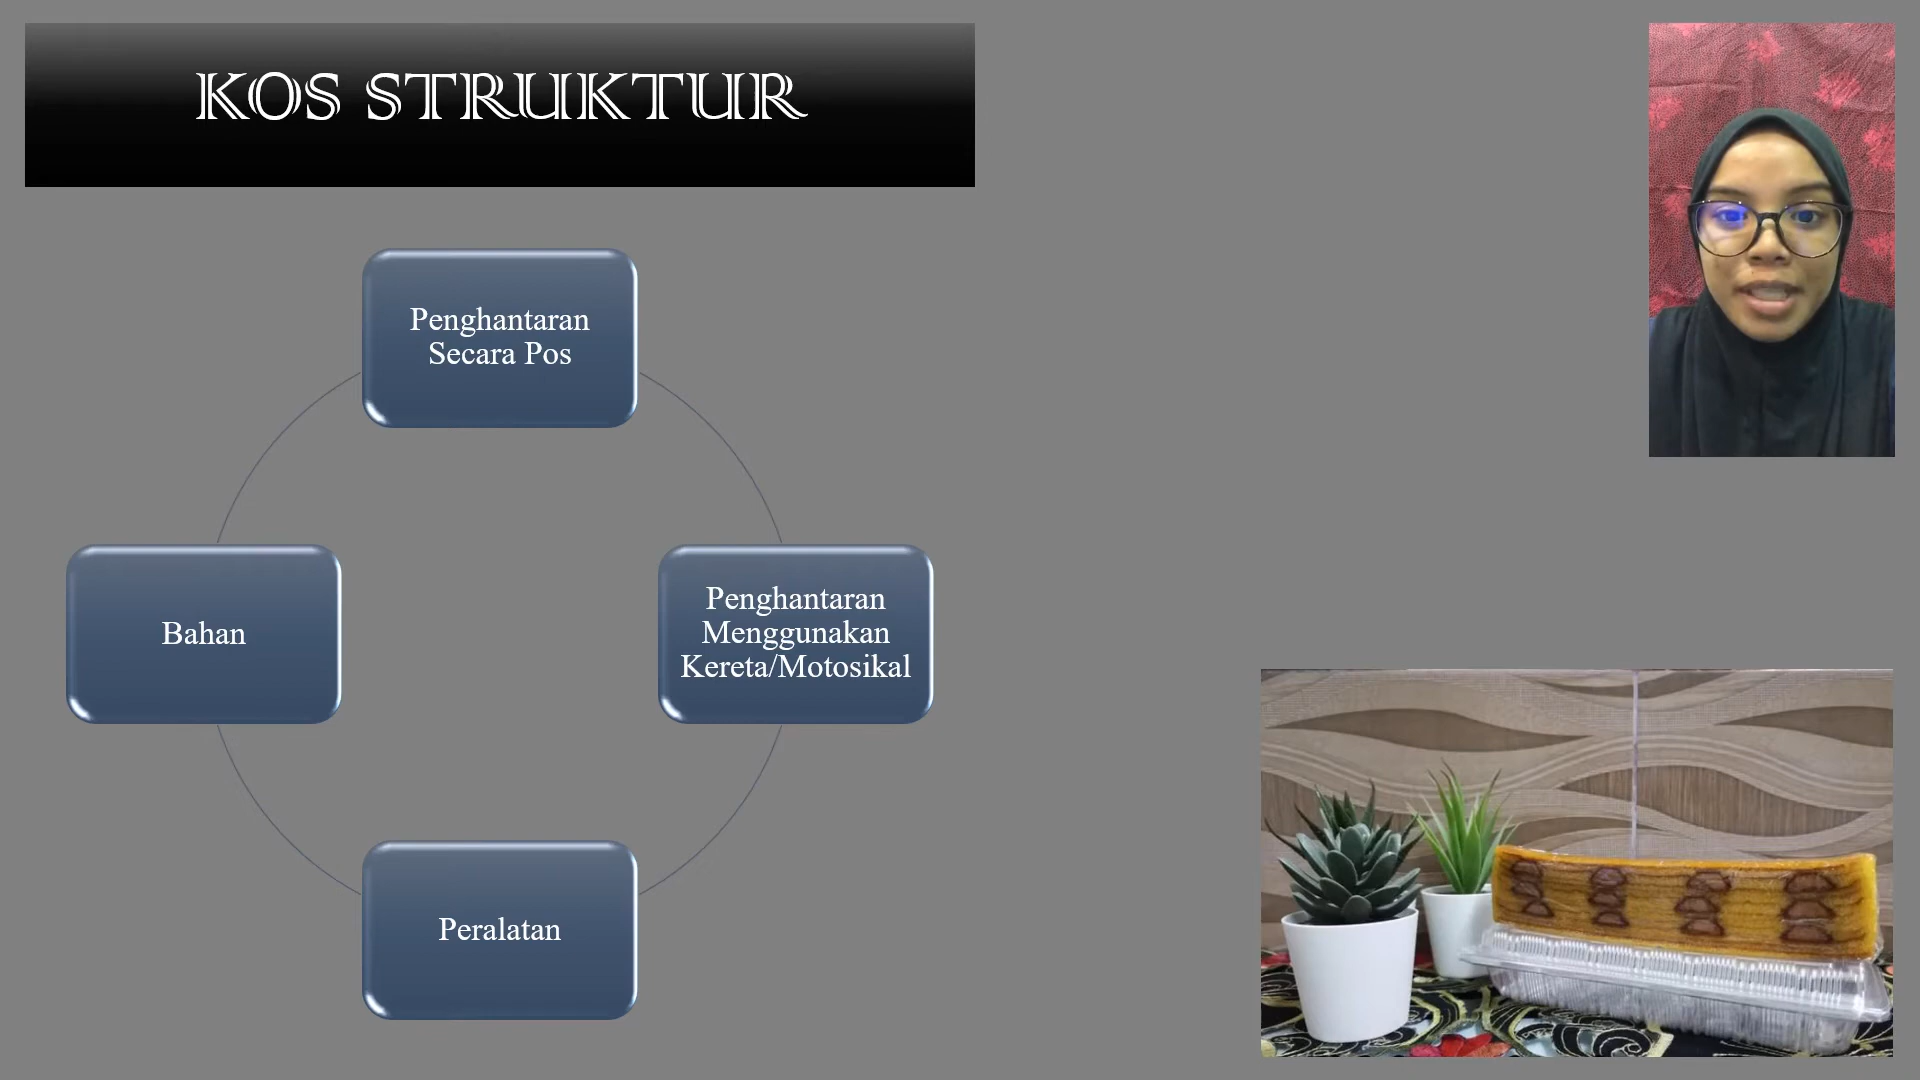 KOS STRUKTUR
Penghantaran
Secara Pos
Penghantaran
Menggunakan
Kereta/Motosikal
Peralatan
Bahan